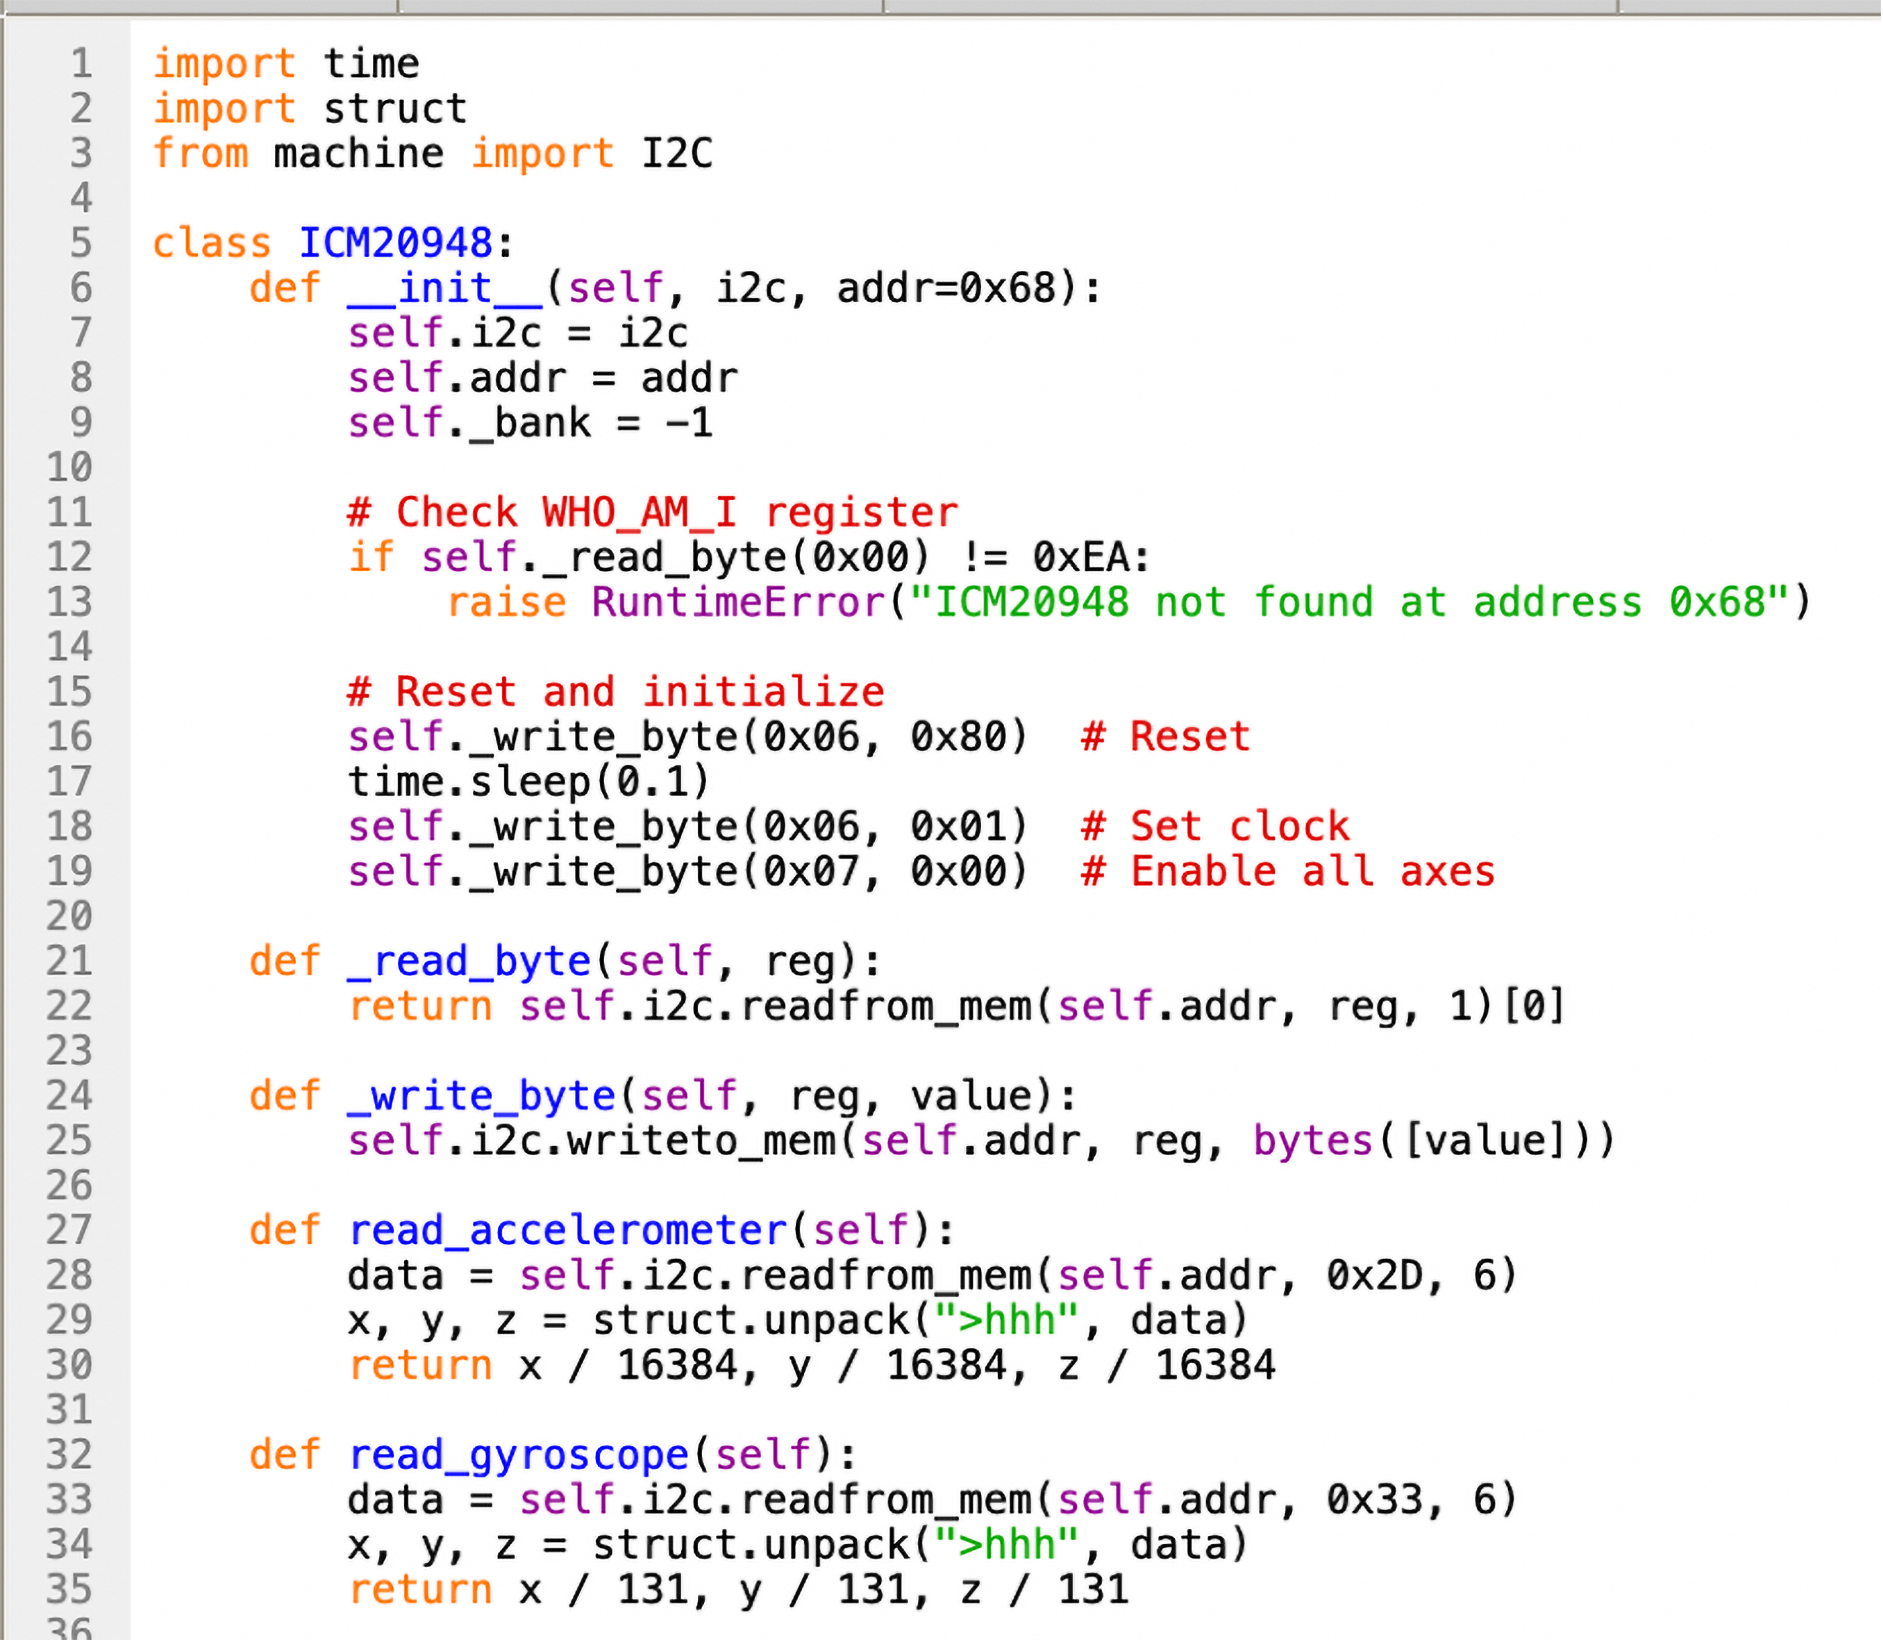 1 import time
2 import struct
3 from machine import I2C
4
5 class ICM20948:
6     def __init__(self, i2c, addr=0x68):
7         self.i2c = i2c
8         self.addr = addr
9         self._bank = -1
10
11         # Check WHO_AM_I register
12         if self._read_byte(0x00) != 0xEA:
13             raise RuntimeError("ICM20948 not found at address 0x68")
14
15         # Reset and initialize
16         self._write_byte(0x06, 0x80)  # Reset
17         time.sleep(0.1)
18         self._write_byte(0x06, 0x01)  # Set clock
19         self._write_byte(0x07, 0x00)  # Enable all axes
20
21     def _read_byte(self, reg):
22         return self.i2c.readfrom_mem(self.addr, reg, 1)[0]
23
24     def _write_byte(self, reg, value):
25         self.i2c.writeto_mem(self.addr, reg, bytes([value]))
26
27     def read_accelerometer(self):
28         data = self.i2c.readfrom_mem(self.addr, 0x2D, 6)
29         x, y, z = struct.unpack(">hhh", data)
30         return x / 16384, y / 16384, z / 16384
31
32     def read_gyroscope(self):
33         data = self.i2c.readfrom_mem(self.addr, 0x33, 6)
34         x, y, z = struct.unpack(">hhh", data)
35         return x / 131, y / 131, z / 131
36